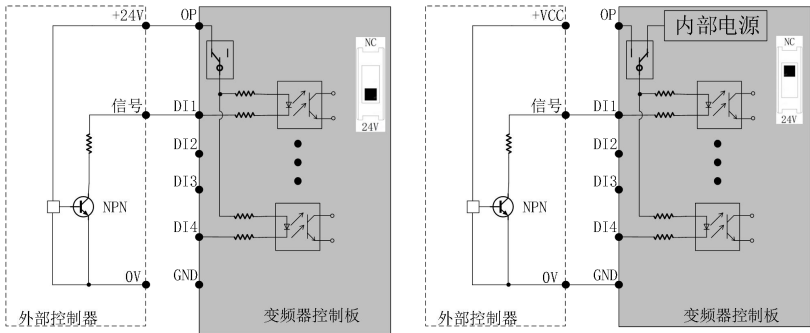 +24V
OP
NC
24V
信号
DI1
DI2
DI3
NPN
DI4
0V
GND
外部控制器
变频器控制板
+VCC
OP
内部电源
NC
24V
信号
DI1
DI2
DI3
NPN
DI4
0V
GND
外部控制器
变频器控制板